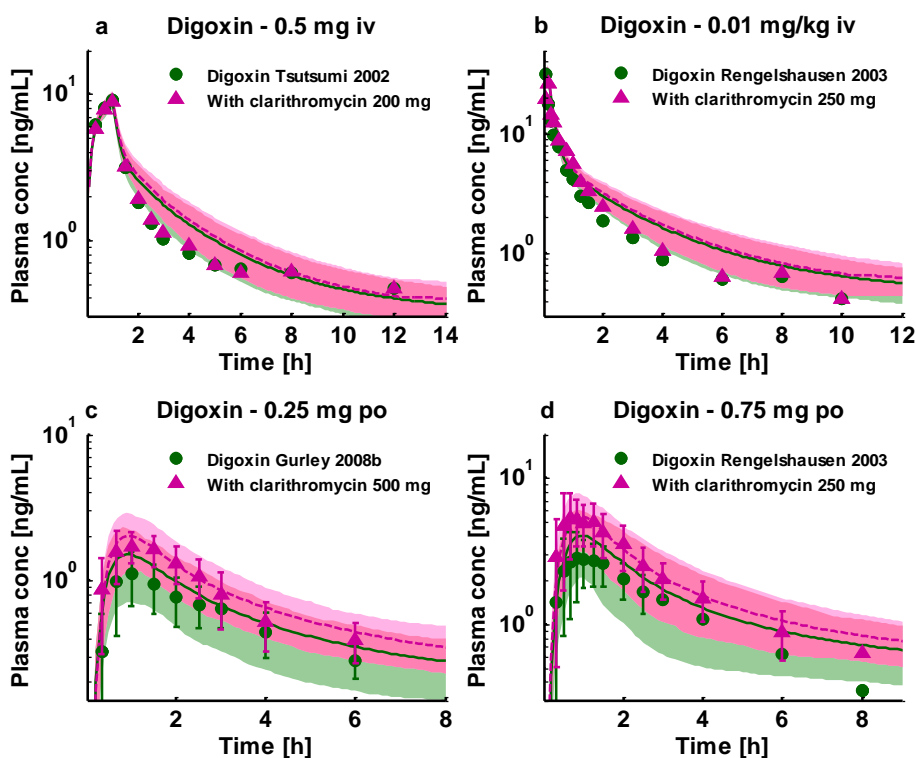 a Digoxin - 0.5 mg iv
Digoxin Tsutsumi 2002
With clarithromycin 200 mg
Plasma conc [ng/mL]
10^1
10^0
2 4 6 8 10 12 14
Time [h]
b Digoxin - 0.01 mg/kg iv
Digoxin Rengelshausen 2003
With clarithromycin 250 mg
Plasma conc [ng/mL]
10^1
10^0
2 4 6 8 10 12
Time [h]
c Digoxin - 0.25 mg po
Digoxin Gurley 2008b
With clarithromycin 500 mg
Plasma conc [ng/mL]
10^1
10^0
2 4 6 8
Time [h]
d Digoxin - 0.75 mg po
Digoxin Rengelshausen 2003
With clarithromycin 250 mg
Plasma conc [ng/mL]
10^1
10^0
2 4 6 8
Time [h]